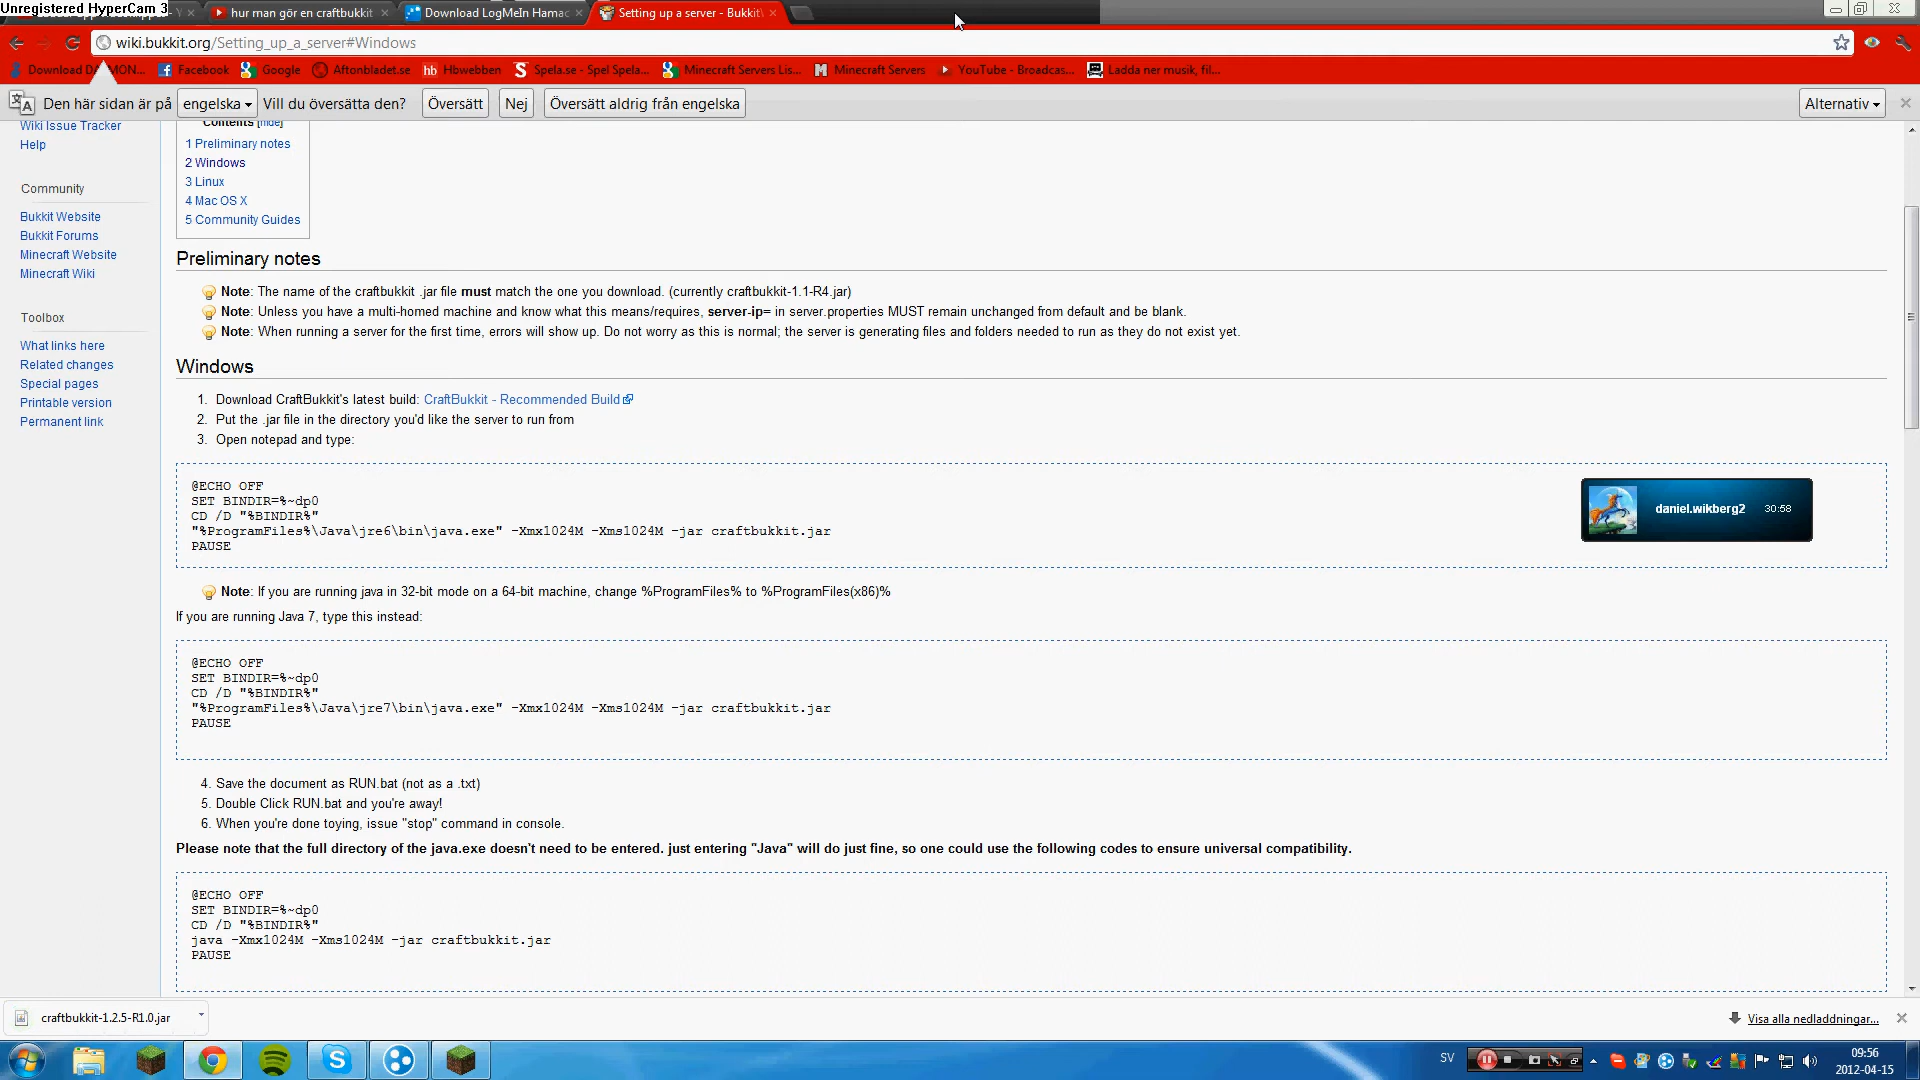 Unregistered HyperCam 3
hur man gör en craftbukkit
Download LogMeIn Hamac
Setting up a server - Bukkit
wiki.bukkit.org/Setting_up_a_server#Windows
Facebook
Google
Aftonbladet.se
Hbwebben
Spela.se - Spel Spela...
Minecraft Servers Lis...
Minecraft Servers
YouTube - Broadcas...
Ladda ner musik, fil...
Den här sidan är på engelska Vill du översätta den? Översätt Nej Översätt aldrig från engelska Alternativ
Wiki Issue Tracker
Help
Community
Bukkit Website
Bukkit Forums
Minecraft Website
Minecraft Wiki
Toolbox
What links here
Related changes
Special pages
Printable version
Permanent link
Contents [hide]
1 Preliminary notes
2 Windows
3 Linux
4 Mac OS X
5 Community Guides
Preliminary notes
Note: The name of the craftbukkit .jar file must match the one you download. (currently craftbukkit-1.1-R4.jar)
Note: Unless you have a multi-homed machine and know what this means/requires, server-ip= in server.properties MUST remain unchanged from default and be blank.
Note: When running a server for the first time, errors will show up. Do not worry as this is normal; the server is generating files and folders needed to run as they do not exist yet.
Windows
1. Download CraftBukkit's latest build: CraftBukkit - Recommended Build
2. Put the .jar file in the directory you'd like the server to run from
3. Open notepad and type:
@ECHO OFF
SET BINDIR=%~dp0
CD /D "%BINDIR%"
"%ProgramFiles%\Java\jre6\bin\java.exe" -Xmx1024M -Xms1024M -jar craftbukkit.jar
PAUSE
daniel.wikberg2 30:58
Note: If you are running java in 32-bit mode on a 64-bit machine, change %ProgramFiles% to %ProgramFiles(x86)%
If you are running Java 7, type this instead:
@ECHO OFF
SET BINDIR=%~dp0
CD /D "%BINDIR%"
"%ProgramFiles%\Java\jre7\bin\java.exe" -Xmx1024M -Xms1024M -jar craftbukkit.jar
PAUSE
4. Save the document as RUN.bat (not as a .txt)
5. Double Click RUN.bat and you're away!
6. When you're done toying, issue "stop" command in console.
Please note that the full directory of the java.exe doesn't need to be entered. just entering "Java" will do just fine, so one could use the following codes to ensure universal compatibility.
@ECHO OFF
SET BINDIR=%~dp0
CD /D "%BINDIR%"
java -Xmx1024M -Xms1024M -jar craftbukkit.jar
PAUSE
craftbukkit-1.2.5-R1.0.jar
Visa alla nedladdningar...
SV
09:56
2012-04-15